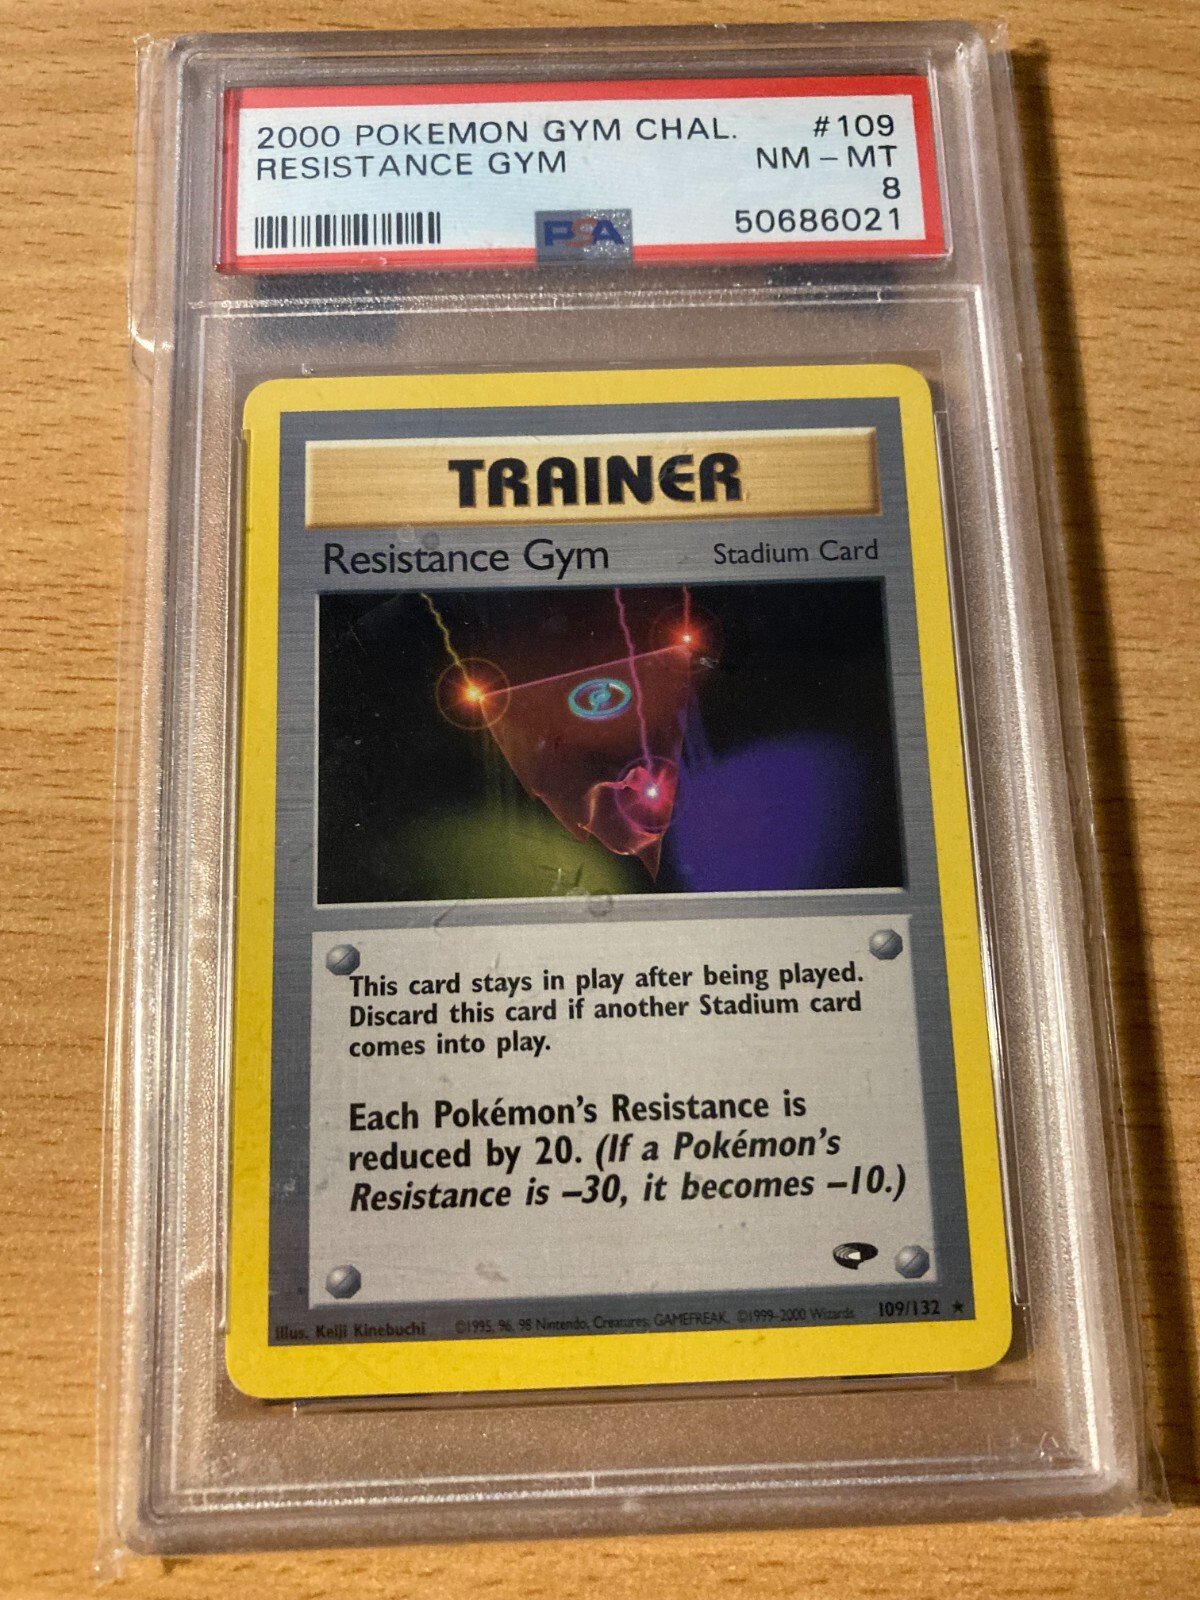 2000 POKEMON GYM CHAL. #109
RESISTANCE GYM NM - MT
8
PSA 50686021
TRAINER
Resistance Gym Stadium Card
This card stays in play after being played.
Discard this card if another Stadium card
comes into play.
Each Pokémon's Resistance is
reduced by 20. (If a Pokémon's
Resistance is –30, it becomes –10.)
Illus. Keiji Kinebuchi ©1995, 96, 98 Nintendo, Creatures, GAMEFREAK. ©1999-2000 Wizards. 109/132 ★